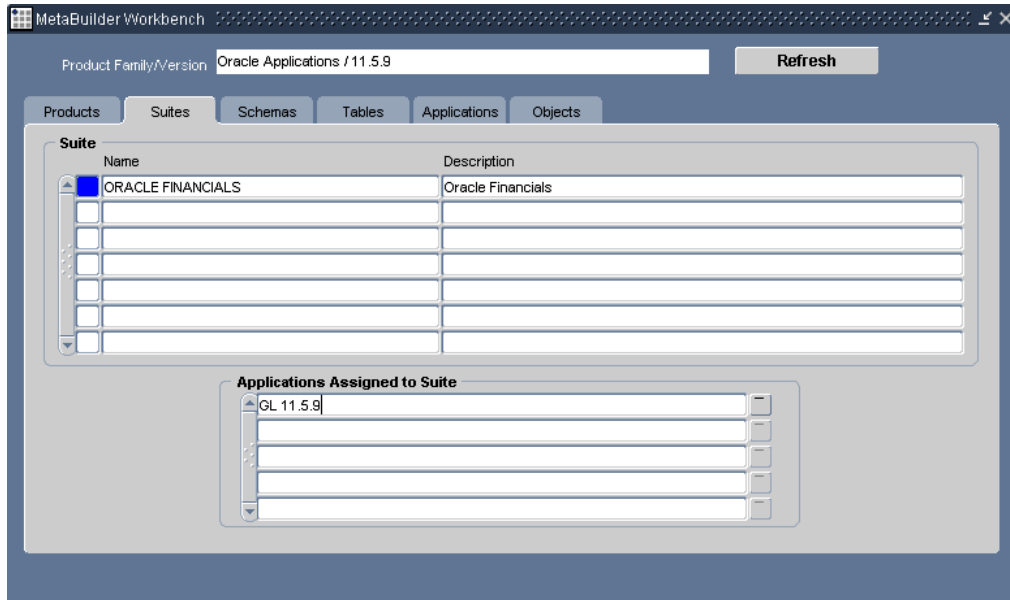 MetaBuilder Workbench
Product Family/Version Oracle Applications / 11.5.9 Refresh
Products Suites Schemas Tables Applications Objects
Suite
Name Description
ORACLE FINANCIALS Oracle Financials
Applications Assigned to Suite
GL 11.5.9